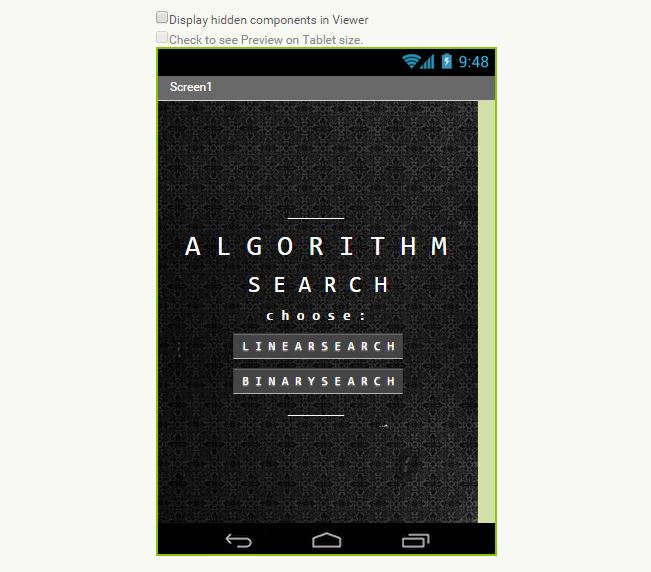 Display hidden components in Viewer
Check to see Preview on Tablet size.
9:48
Screen1
ALGORITHM
SEARCH
choose:
LINEARSEARCH
BINARYSEARCH